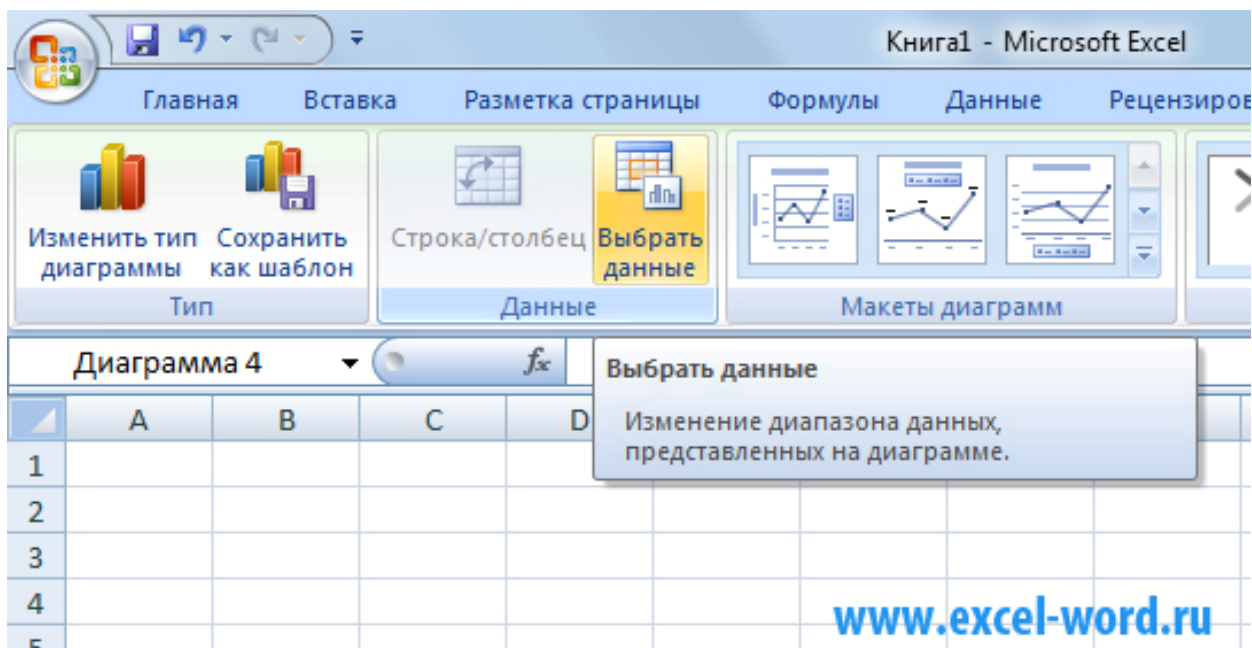 Книга1 - Microsoft Excel
Главная Вставка Разметка страницы Формулы Данные
Изменить тип диаграммы
Сохранить как шаблон
Строка/столбец
Выбрать данные
Тип Данные Макеты диаграмм
Диаграмма 4 fx
Выбрать данные
Изменение диапазона данных,
представленных на диаграмме.
A B C D
1
2
3
4
www.excel-word.ru